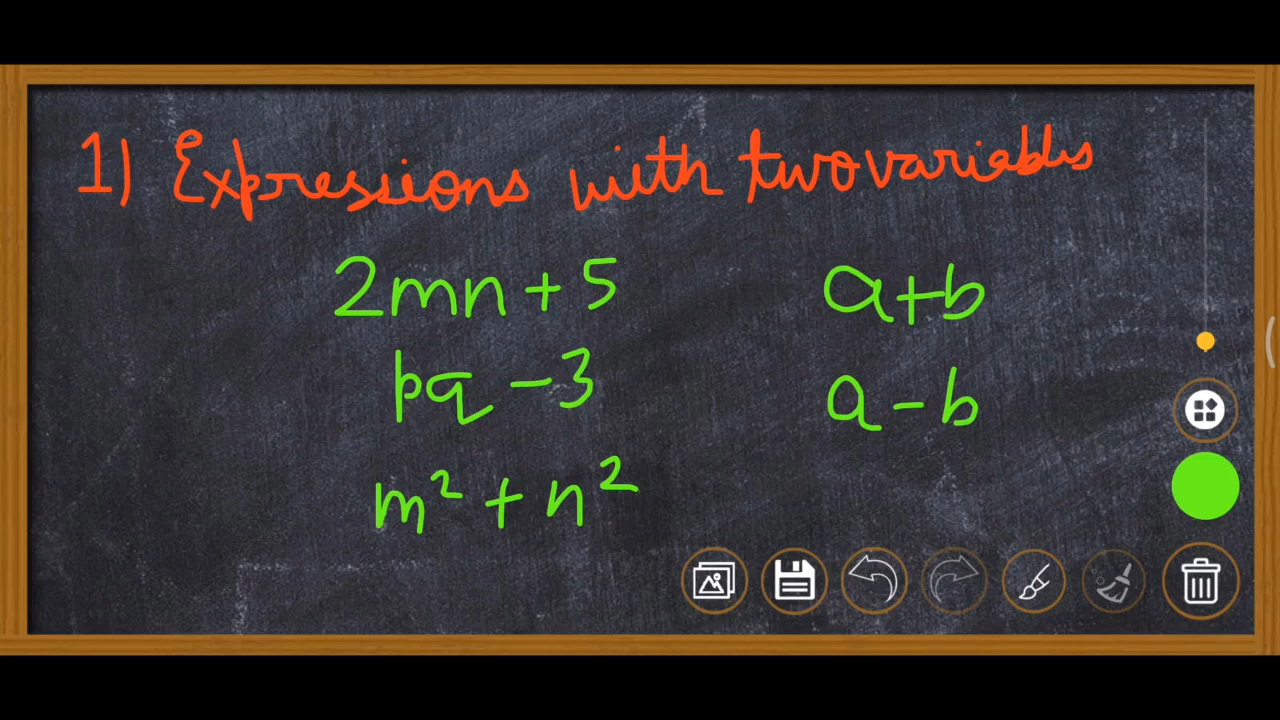 1) Expressions with two variables
2mn + 5
pq - 3
m² + n²
a+b
a - b